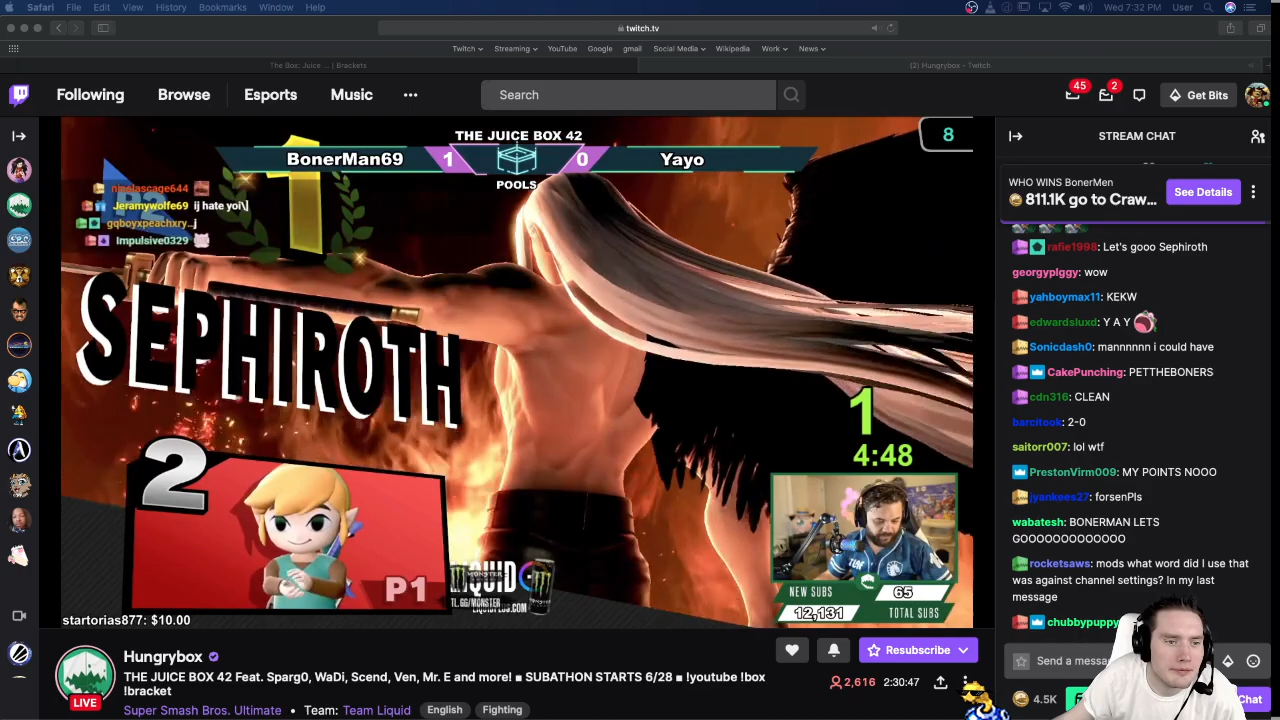 Safari File Edit View History Bookmarks Window Help
Wed 7:32 PM User
twitch.tv
Twitch Streaming YouTube Google gmail Social Media Wikipedia Work News
The Box: Juice ... | Brackets
(2) Hungrybox - Twitch
Following Browse Esports Music
Search
45
2
Get Bits
STREAM CHAT
WHO WINS BonerMen
811.1K go to Craw...
See Details
THE JUICE BOX 42
BonerMan69 1 0 Yayo
POOLS
8
1
P2
nicolascage644
Jeramywolfe69 ij hate yoi\
Impulsive0329
SEPHIROTH
2
P1
1
4:48
NEW SUBS 65
12,131 TOTAL SUBS
startorias877: $10.00
rafie1998: Let's gooo Sephiroth
georgyplggy: wow
yahboymax11: KEKW
edwardsluxd: Y A Y
Sonicdash0: mannnnnn i could have
CakePunching: PETTHEBONERS
cdn316: CLEAN
barcitook: 2-0
saitorr007: lol wtf
PrestonVirm009: MY POINTS NOOO
jyankees27: forsenPls
wabatesh: BONERMAN LETS
GOOOOOOOOOOOOO
rocketsaws: mods what word did I use that
was against channel settings? In my last
message
chubbypuppy
Send a messa
4.5K
Chat
Hungrybox
THE JUICE BOX 42 Feat. Sparg0, WaDi, Scend, Ven, Mr. E and more! ■ SUBATHON STARTS 6/28 ■ !youtube !box
!bracket
Super Smash Bros. Ultimate • Team: Team Liquid English Fighting
LIVE
Resubscribe
2,616 2:30:47